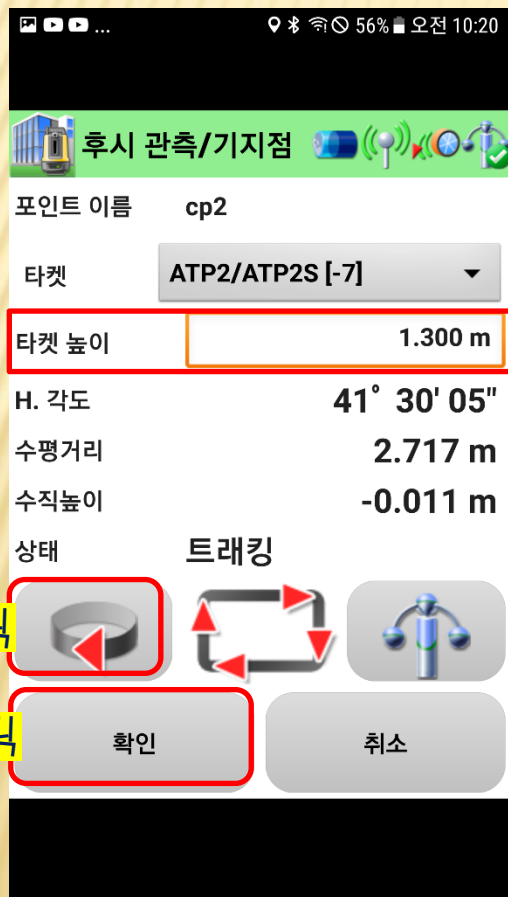 ... 56% 오전 10:20
후시 관측/기지점
포인트 이름 cp2
타켓 ATP2/ATP2S [-7]
타켓 높이 1.300 m
H. 각도 41° 30' 05"
수평거리 2.717 m
수직높이 -0.011 m
상태 트래킹
확인 취소